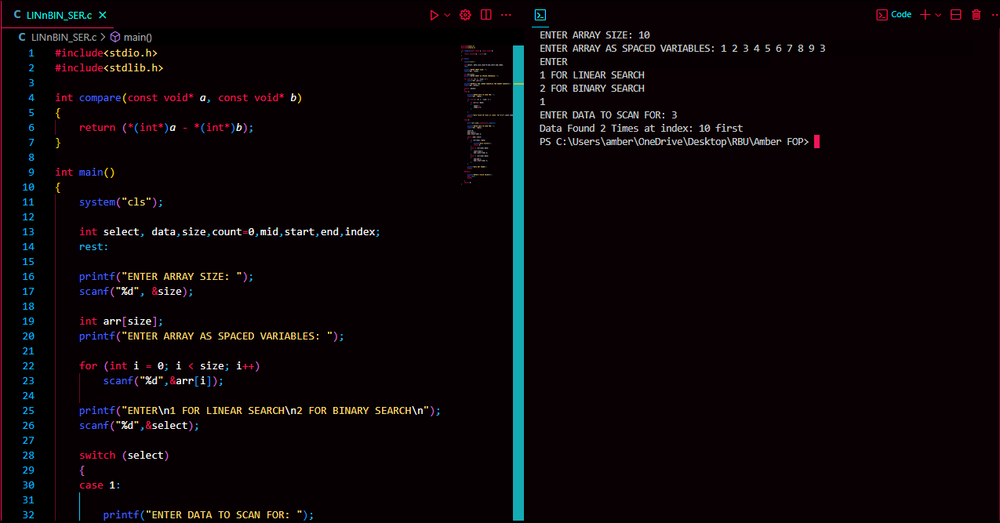 C LINnBIN_SER.c
C LINnBIN_SER.c > main()
1 #include<stdio.h>
2 #include<stdlib.h>
3
4 int compare(const void* a, const void* b)
5 {
6 return (*(int*)a - *(int*)b);
7 }
8
9 int main()
10 {
11 system("cls");
12
13 int select, data,size,count=0,mid,start,end,index;
14 rest:
15
16 printf("ENTER ARRAY SIZE: ");
17 scanf("%d", &size);
18
19 int arr[size];
20 printf("ENTER ARRAY AS SPACED VARIABLES: ");
21
22 for (int i = 0; i < size; i++)
23 scanf("%d",&arr[i]);
24
25 printf("ENTER\n1 FOR LINEAR SEARCH\n2 FOR BINARY SEARCH\n");
26 scanf("%d",&select);
27
28 switch (select)
29 {
30 case 1:
31
32 printf("ENTER DATA TO SCAN FOR: ");
Code
ENTER ARRAY SIZE: 10
ENTER ARRAY AS SPACED VARIABLES: 1 2 3 4 5 6 7 8 9 3
ENTER
1 FOR LINEAR SEARCH
2 FOR BINARY SEARCH
1
ENTER DATA TO SCAN FOR: 3
Data Found 2 Times at index: 10 first
PS C:\Users\amber\OneDrive\Desktop\RBU\Amber FOP>